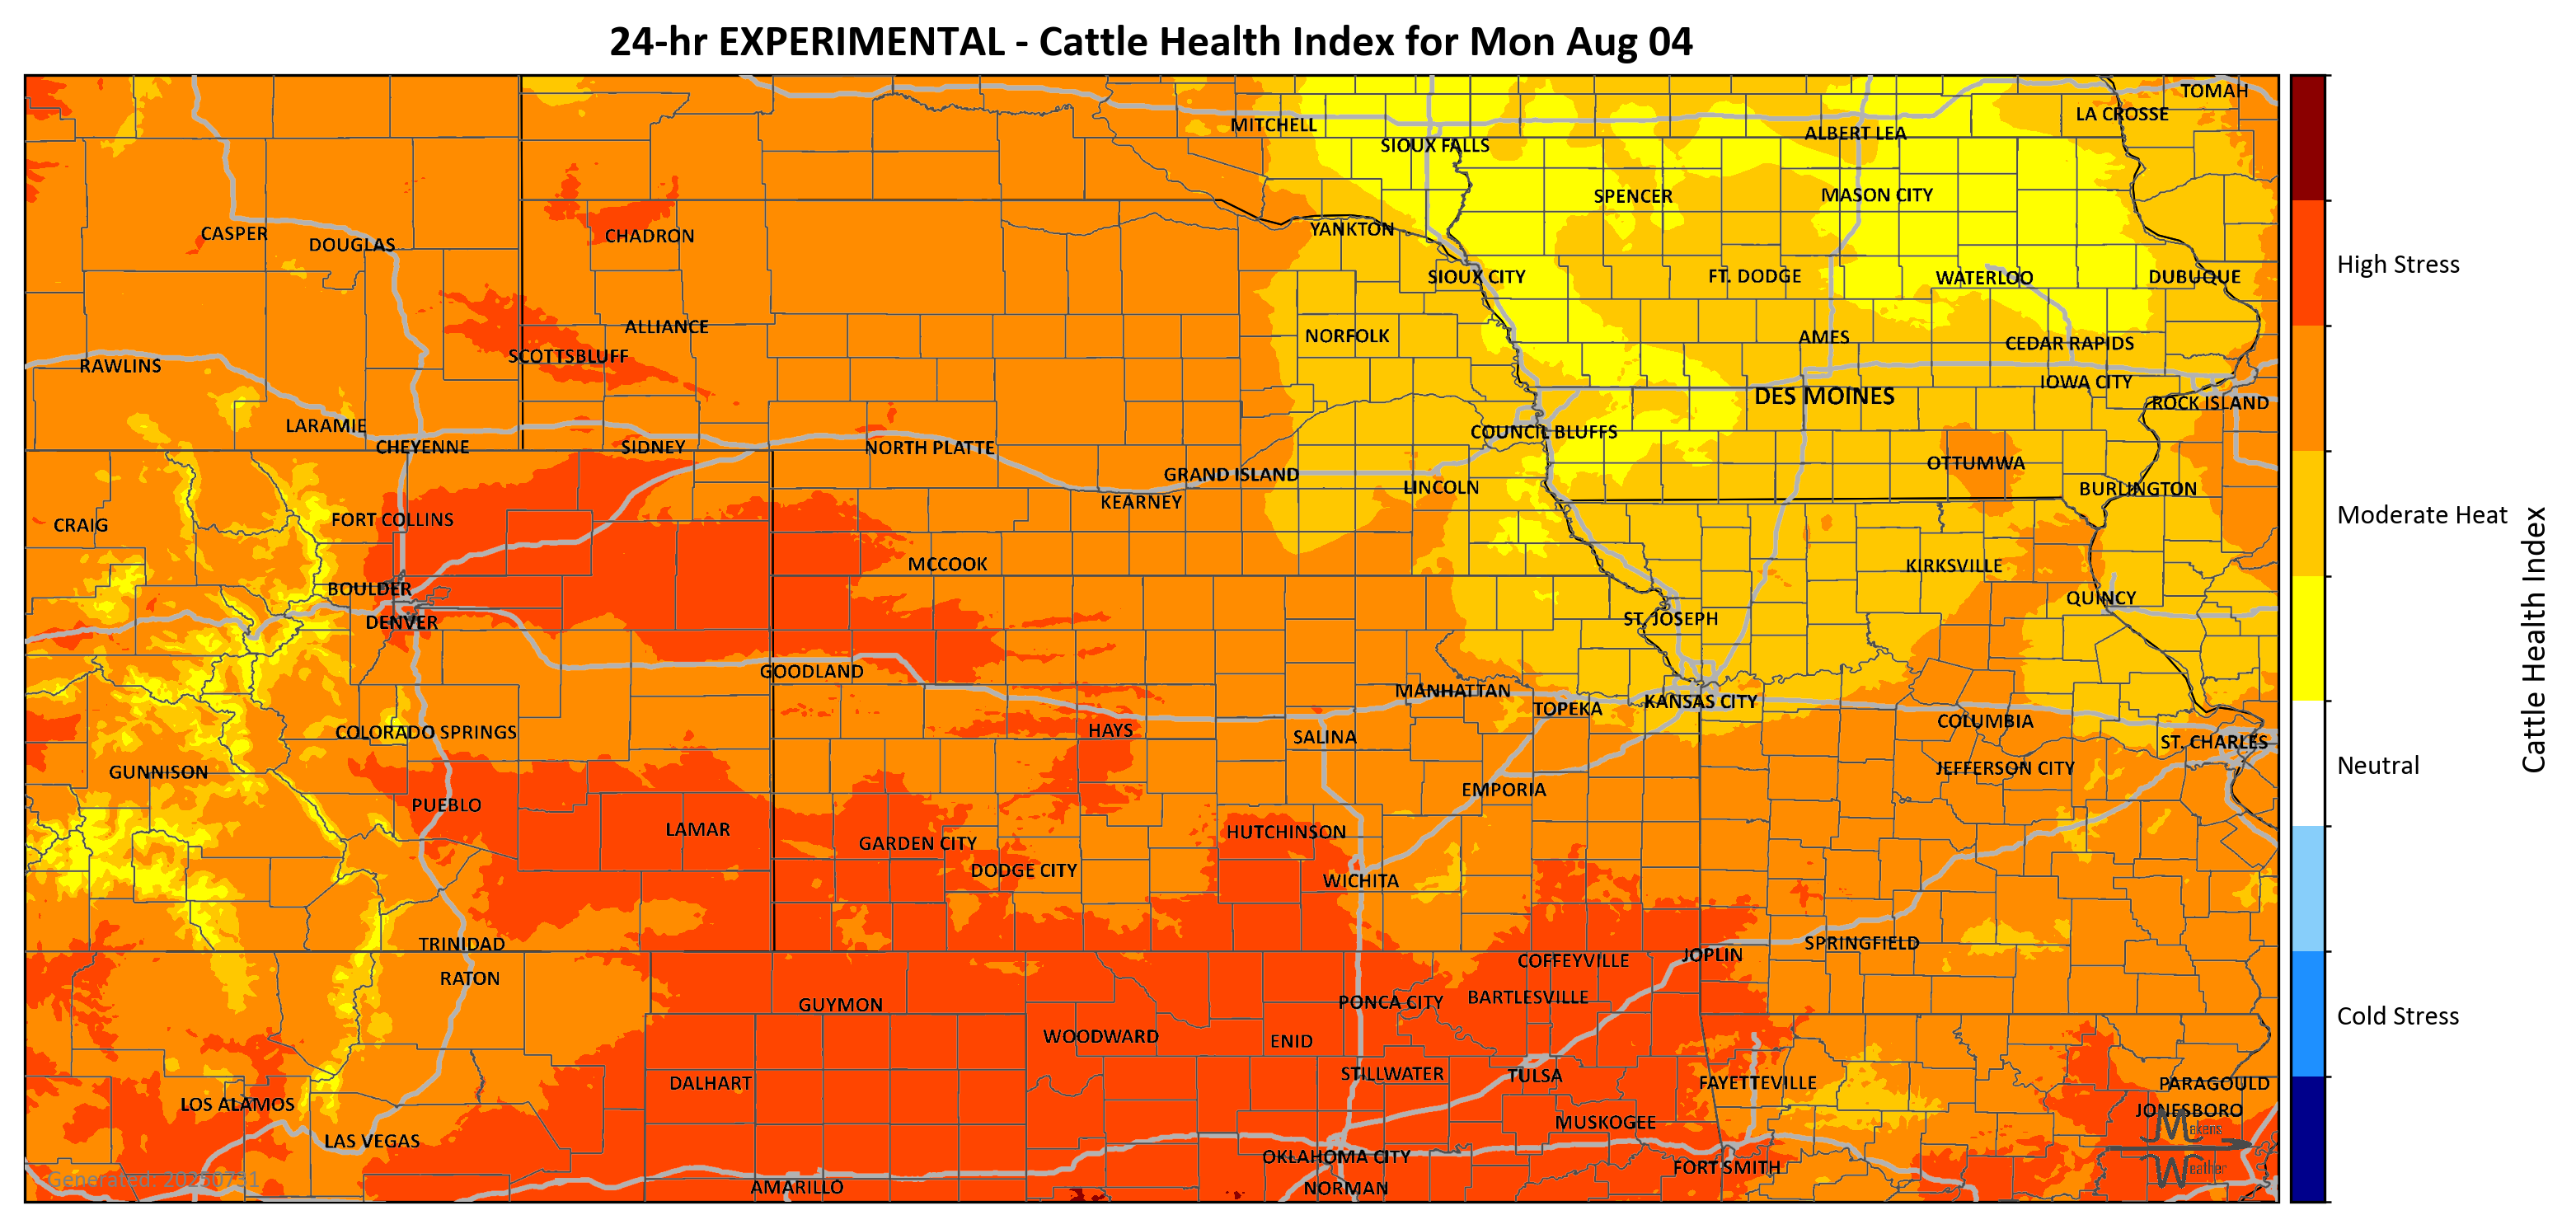 24-hr EXPERIMENTAL - Cattle Health Index for Mon Aug 04
TOMAH
LA CROSSE
MITCHELL
ALBERT LEA
SIOUX FALLS
SPENCER
MASON CITY
CASPER
DOUGLAS
CHADRON
YANKTON
SIOUX CITY
FT. DODGE
WATERLOO
DUBUQUE
High Stress
ALLIANCE
NORFOLK
AMES
CEDAR RAPIDS
SCOTTSBLUFF
RAWLINS
IOWA CITY
DES MOINES
ROCK ISLAND
LARAMIE
CHEYENNE
SIDNEY
NORTH PLATTE
COUNCIL BLUFFS
GRAND ISLAND
OTTUMWA
LINCOLN
BURLINGTON
KEARNEY
Moderate Heat
CRAIG
FORT COLLINS
MCCOOK
KIRKSVILLE
BOULDER
QUINCY
DENVER
ST. JOSEPH
GOODLAND
MANHATTAN
TOPEKA
KANSAS CITY
COLORADO SPRINGS
HAYS
SALINA
COLUMBIA
ST. CHARLES
Cattle Health Index
GUNNISON
JEFFERSON CITY
Neutral
PUEBLO
EMPORIA
LAMAR
GARDEN CITY
HUTCHINSON
DODGE CITY
WICHITA
TRINIDAD
SPRINGFIELD
JOPLIN
COFFEYVILLE
RATON
GUYMON
PONCA CITY
BARTLESVILLE
Cold Stress
WOODWARD
ENID
DALHART
STILLWATER
TULSA
FAYETTEVILLE
PARAGOULD
LOS ALAMOS
JONESBORO
MUSKOGEE
Makens
LAS VEGAS
OKLAHOMA CITY
FORT SMITH
Weather
Generated: 20250731
AMARILLO
NORMAN